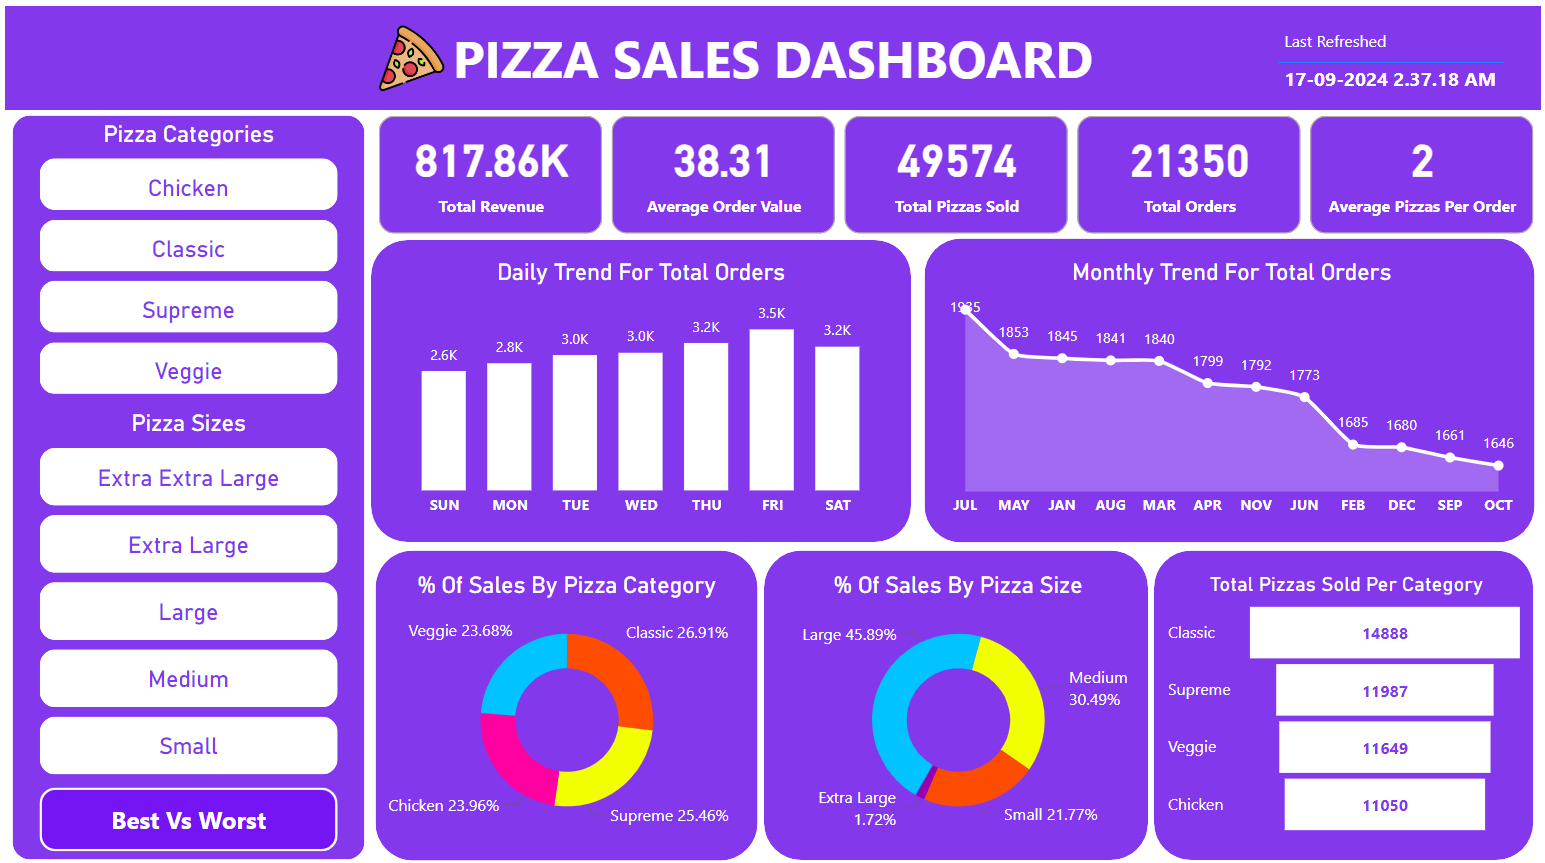 PIZZA SALES DASHBOARD
Last Refreshed
17-09-2024 2.37.18 AM
Pizza Categories
Chicken
Classic
Supreme
Veggie
Pizza Sizes
Extra Extra Large
Extra Large
Large
Medium
Small
Best Vs Worst
817.86K
Total Revenue
38.31
Average Order Value
49574
Total Pizzas Sold
21350
Total Orders
2
Average Pizzas Per Order
Daily Trend For Total Orders
2.6K 2.8K 3.0K 3.0K 3.2K 3.5K 3.2K
SUN MON TUE WED THU FRI SAT
Monthly Trend For Total Orders
1935 1853 1845 1841 1840 1799 1792 1773 1685 1680 1661 1646
JUL MAY JAN AUG MAR APR NOV JUN FEB DEC SEP OCT
% Of Sales By Pizza Category
Veggie 23.68%
Classic 26.91%
Chicken 23.96%
Supreme 25.46%
% Of Sales By Pizza Size
Large 45.89%
Medium
30.49%
Extra Large
1.72%
Small 21.77%
Total Pizzas Sold Per Category
Classic 14888
Supreme 11987
Veggie 11649
Chicken 11050